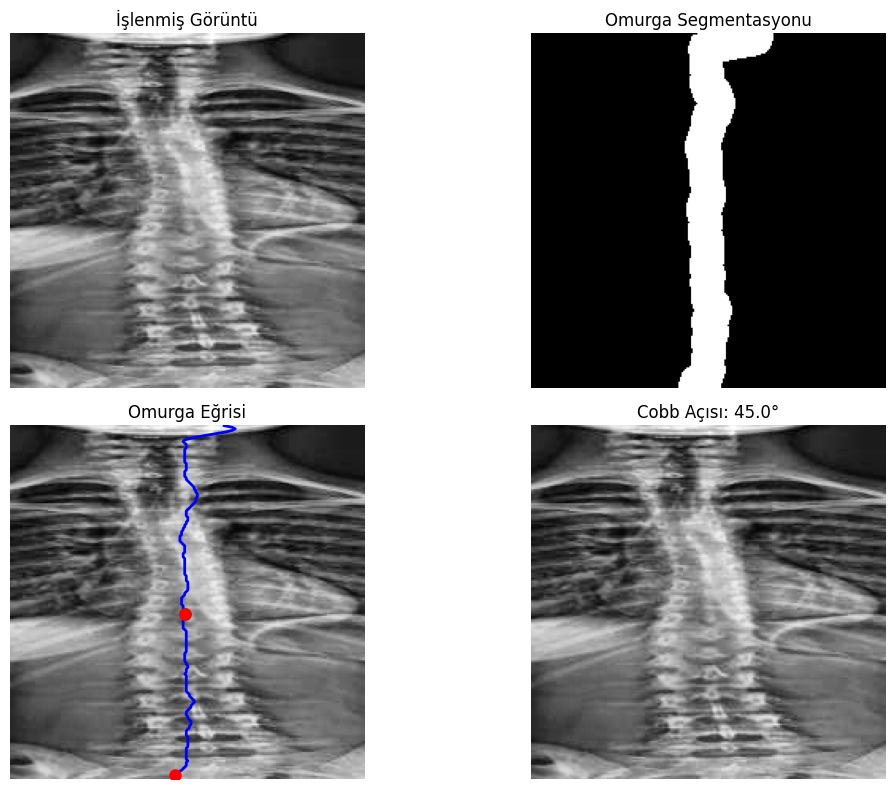 İşlenmiş Görüntü
Omurga Segmentasyonu
Omurga Eğrisi
Cobb Açısı: 45.0°